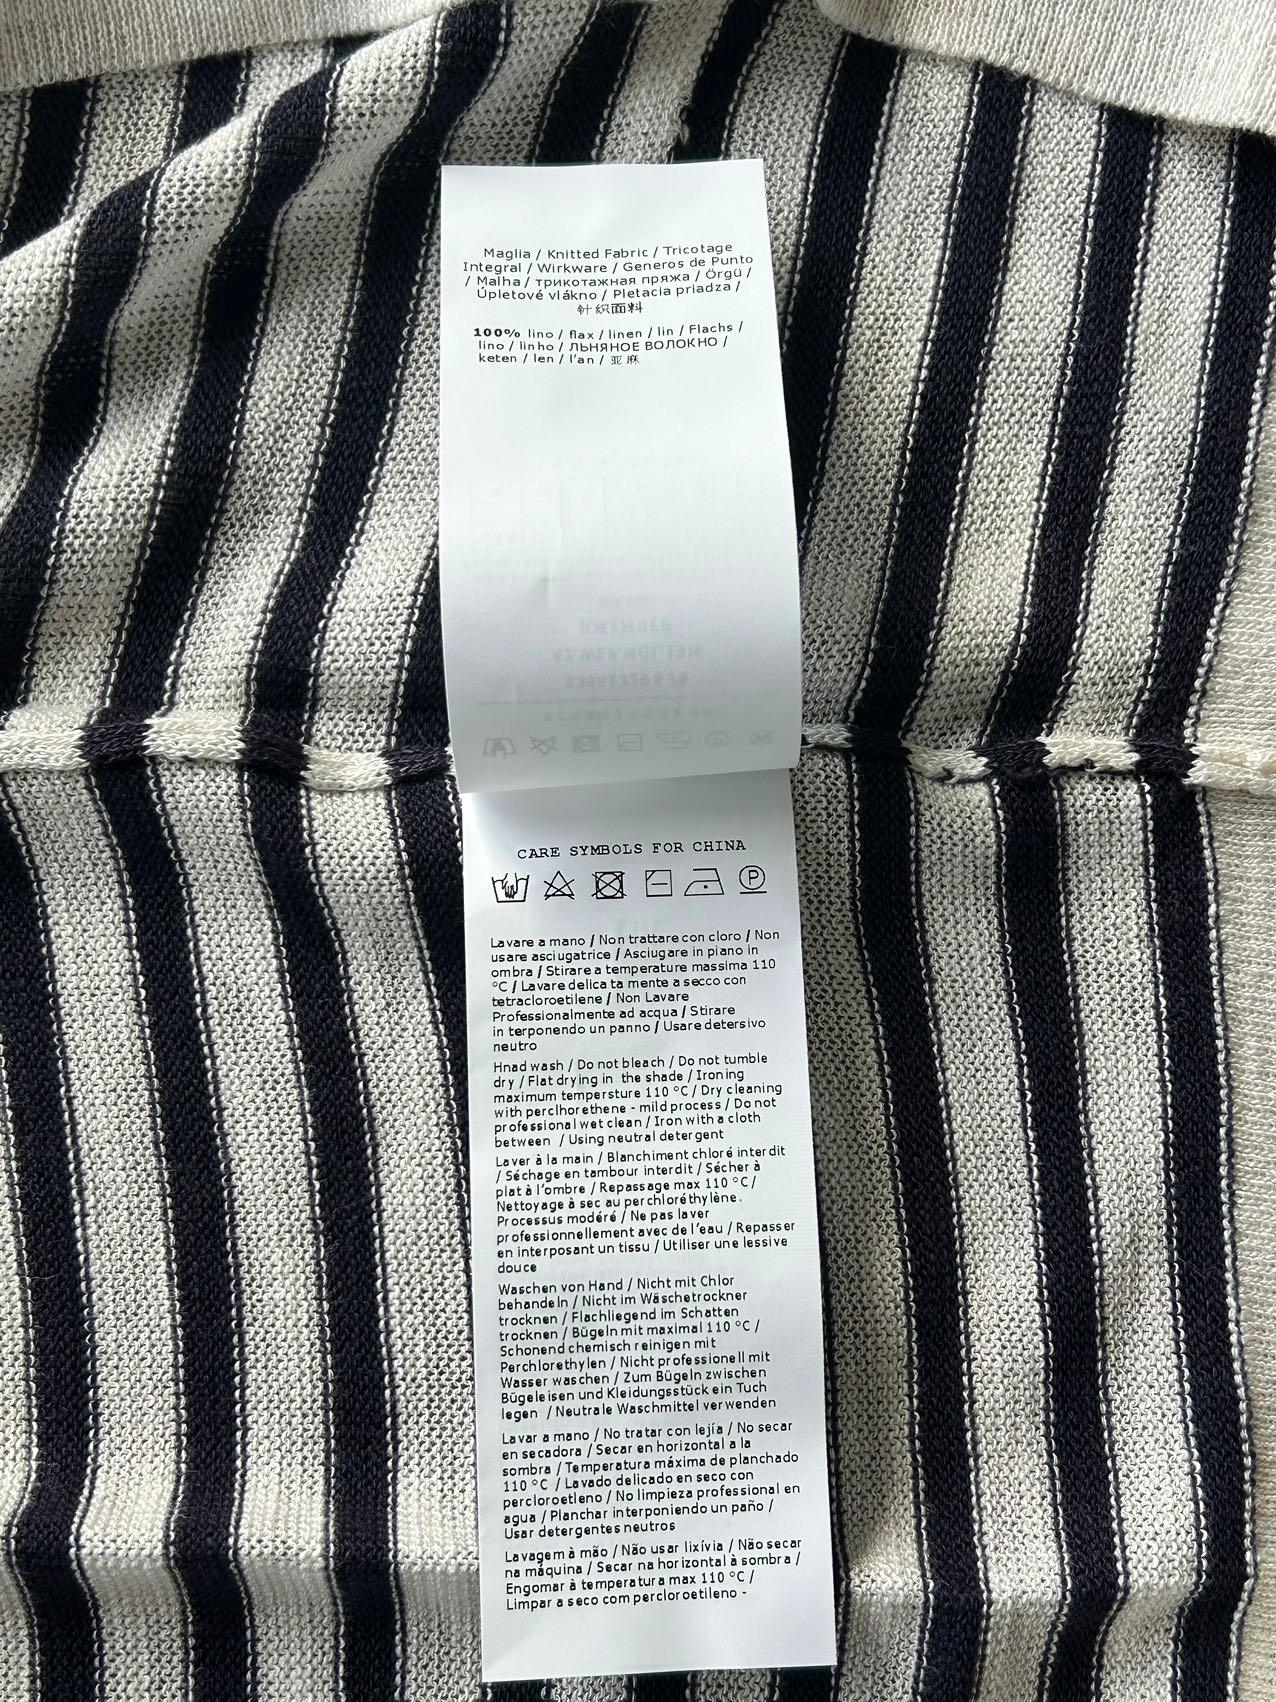 Maglia / Knitted Fabric / Tricotage
Integral / Wirkware / Generos de Punto
/ Malha / трикотажная пряжа / Örgü /
Úpletové vlákno / Pletacia priadza /
针织面料
100% lino / flax / linen / lin / Flachs /
lino / linho / ЛЬНЯНОЕ ВОЛОКНО /
keten / len / l'an / 亚麻
CARE SYMBOLS FOR CHINA
P
Lavare a mano / Non trattare con cloro / Non
usare asciugatrice / Asciugare in piano in
ombra / Stirare a temperature massima 110
°C / Lavare delica ta mente a secco con
tetracloroetilene / Non Lavare
Professionalmente ad acqua / Stirare
in terponendo un panno / Usare detersivo
neutro
Hnad wash / Do not bleach / Do not tumble
dry / Flat drying in the shade / Ironing
maximum tempersture 110 °C / Dry cleaning
with perclhorethene - mild process / Do not
professional wet clean / Iron with a cloth
between / Using neutral detergent
Laver à la main / Blanchiment chloré interdit
/ Séchage en tambour interdit / Sécher à
plat à l'ombre / Repassage max 110 °C /
Nettoyage à sec au perchloréthylène.
Processus modéré / Ne pas laver
professionnellement avec de l'eau / Repasser
en interposant un tissu / Utiliser une lessive
douce
Waschen von Hand / Nicht mit Chlor
behandeln / Nicht im Wäschetrockner
trocknen / Flachliegend im Schatten
trocknen / Bügeln mit maximal 110 °C /
Schonend chemisch reinigen mit
Perchlorethylen / Nicht professionell mit
Wasser waschen / Zum Bügeln zwischen
Bügeleisen und Kleidungsstück ein Tuch
legen / Neutrale Waschmittel verwenden
Lavar a mano / No tratar con lejía / No secar
en secadora / Secar en horizontal a la
sombra / Temperatura máxima de planchado
110 °C / Lavado delicado en seco con
percloroetleno / No limpieza professional en
agua / Planchar interponiendo un paño /
Usar detergentes neutros
Lavagem à mão / Não usar lixívia / Não secar
na máquina / Secar na horizontal à sombra /
Engomar à temperatura max 110 °C /
Limpar a seco com percloroetileno -